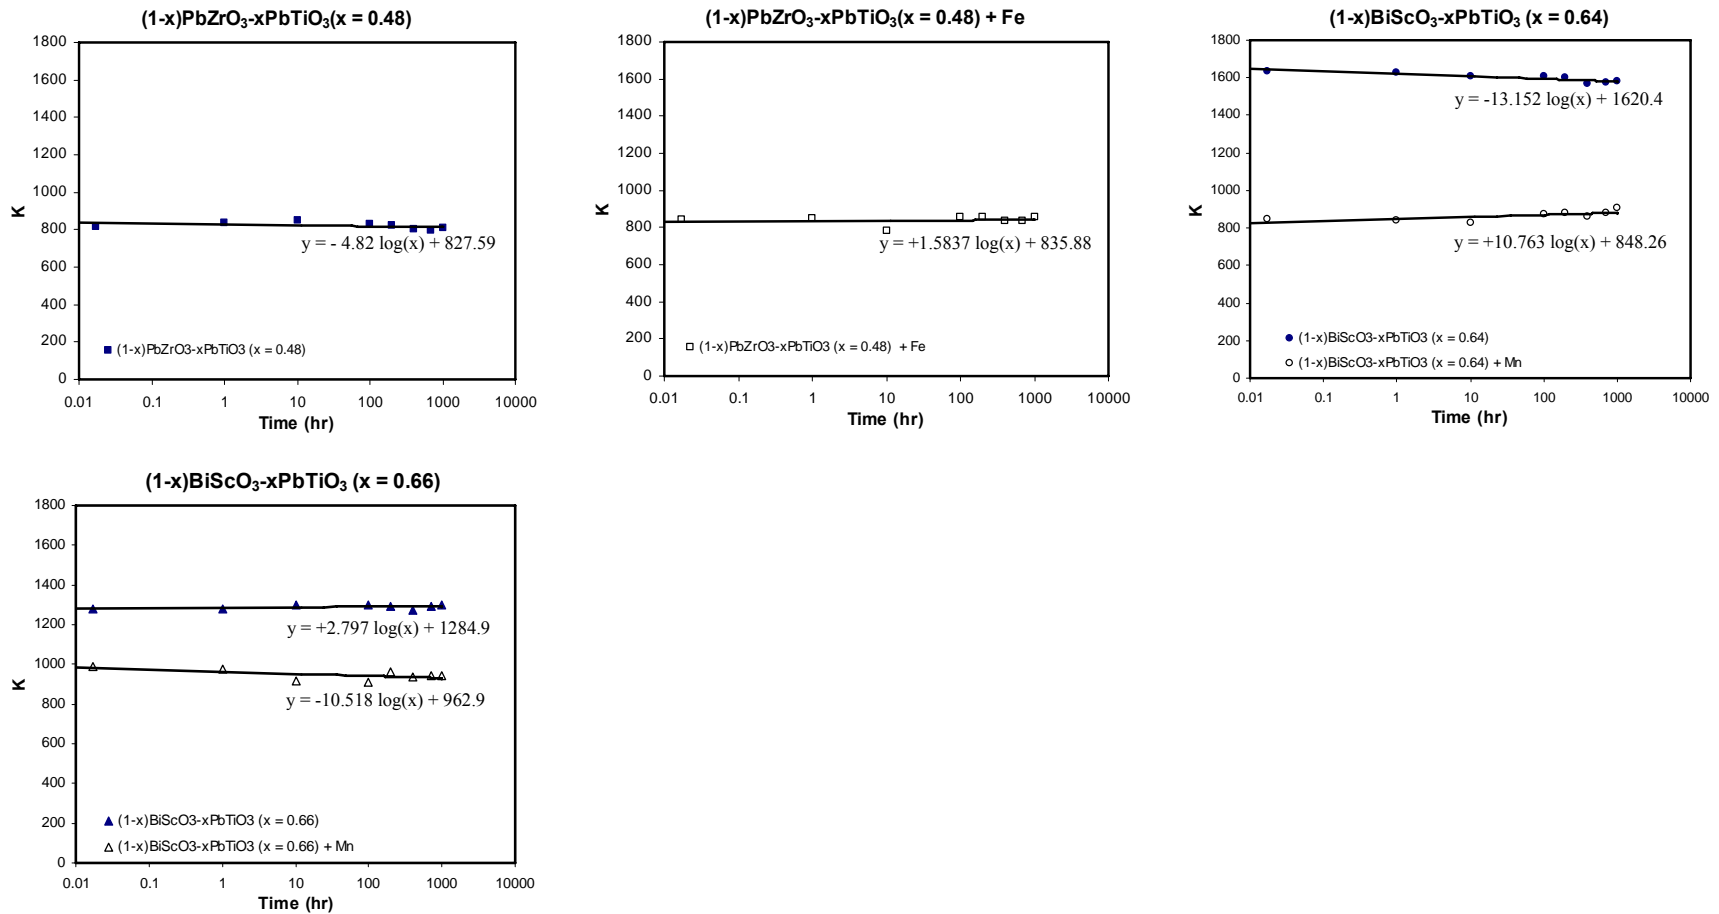 (1-x)PbZrO3-xPbTiO3(x = 0.48)
1800
1600
1400
1200
1000
800
600
400
200
0
K
y = - 4.82 log(x) + 827.59
(1-x)PbZrO3-xPbTiO3 (x = 0.48)
0.01 0.1 1 10 100 1000 10000
Time (hr)
(1-x)PbZrO3-xPbTiO3(x = 0.48) + Fe
1800
1600
1400
1200
1000
800
600
400
200
0
K
y = +1.5837 log(x) + 835.88
(1-x)PbZrO3-xPbTiO3 (x = 0.48) + Fe
0.01 0.1 1 10 100 1000 10000
Time (hr)
(1-x)BiScO3-xPbTiO3 (x = 0.64)
1800
1600
1400
1200
1000
800
600
400
200
0
K
y = -13.152 log(x) + 1620.4
y = +10.763 log(x) + 848.26
(1-x)BiScO3-xPbTiO3 (x = 0.64)
(1-x)BiScO3-xPbTiO3 (x = 0.64) + Mn
0.01 0.1 1 10 100 1000 10000
Time (hr)
(1-x)BiScO3-xPbTiO3 (x = 0.66)
1800
1600
1400
1200
1000
800
600
400
200
0
K
y = +2.797 log(x) + 1284.9
y = -10.518 log(x) + 962.9
(1-x)BiScO3-xPbTiO3 (x = 0.66)
(1-x)BiScO3-xPbTiO3 (x = 0.66) + Mn
0.01 0.1 1 10 100 1000 10000
Time (hr)